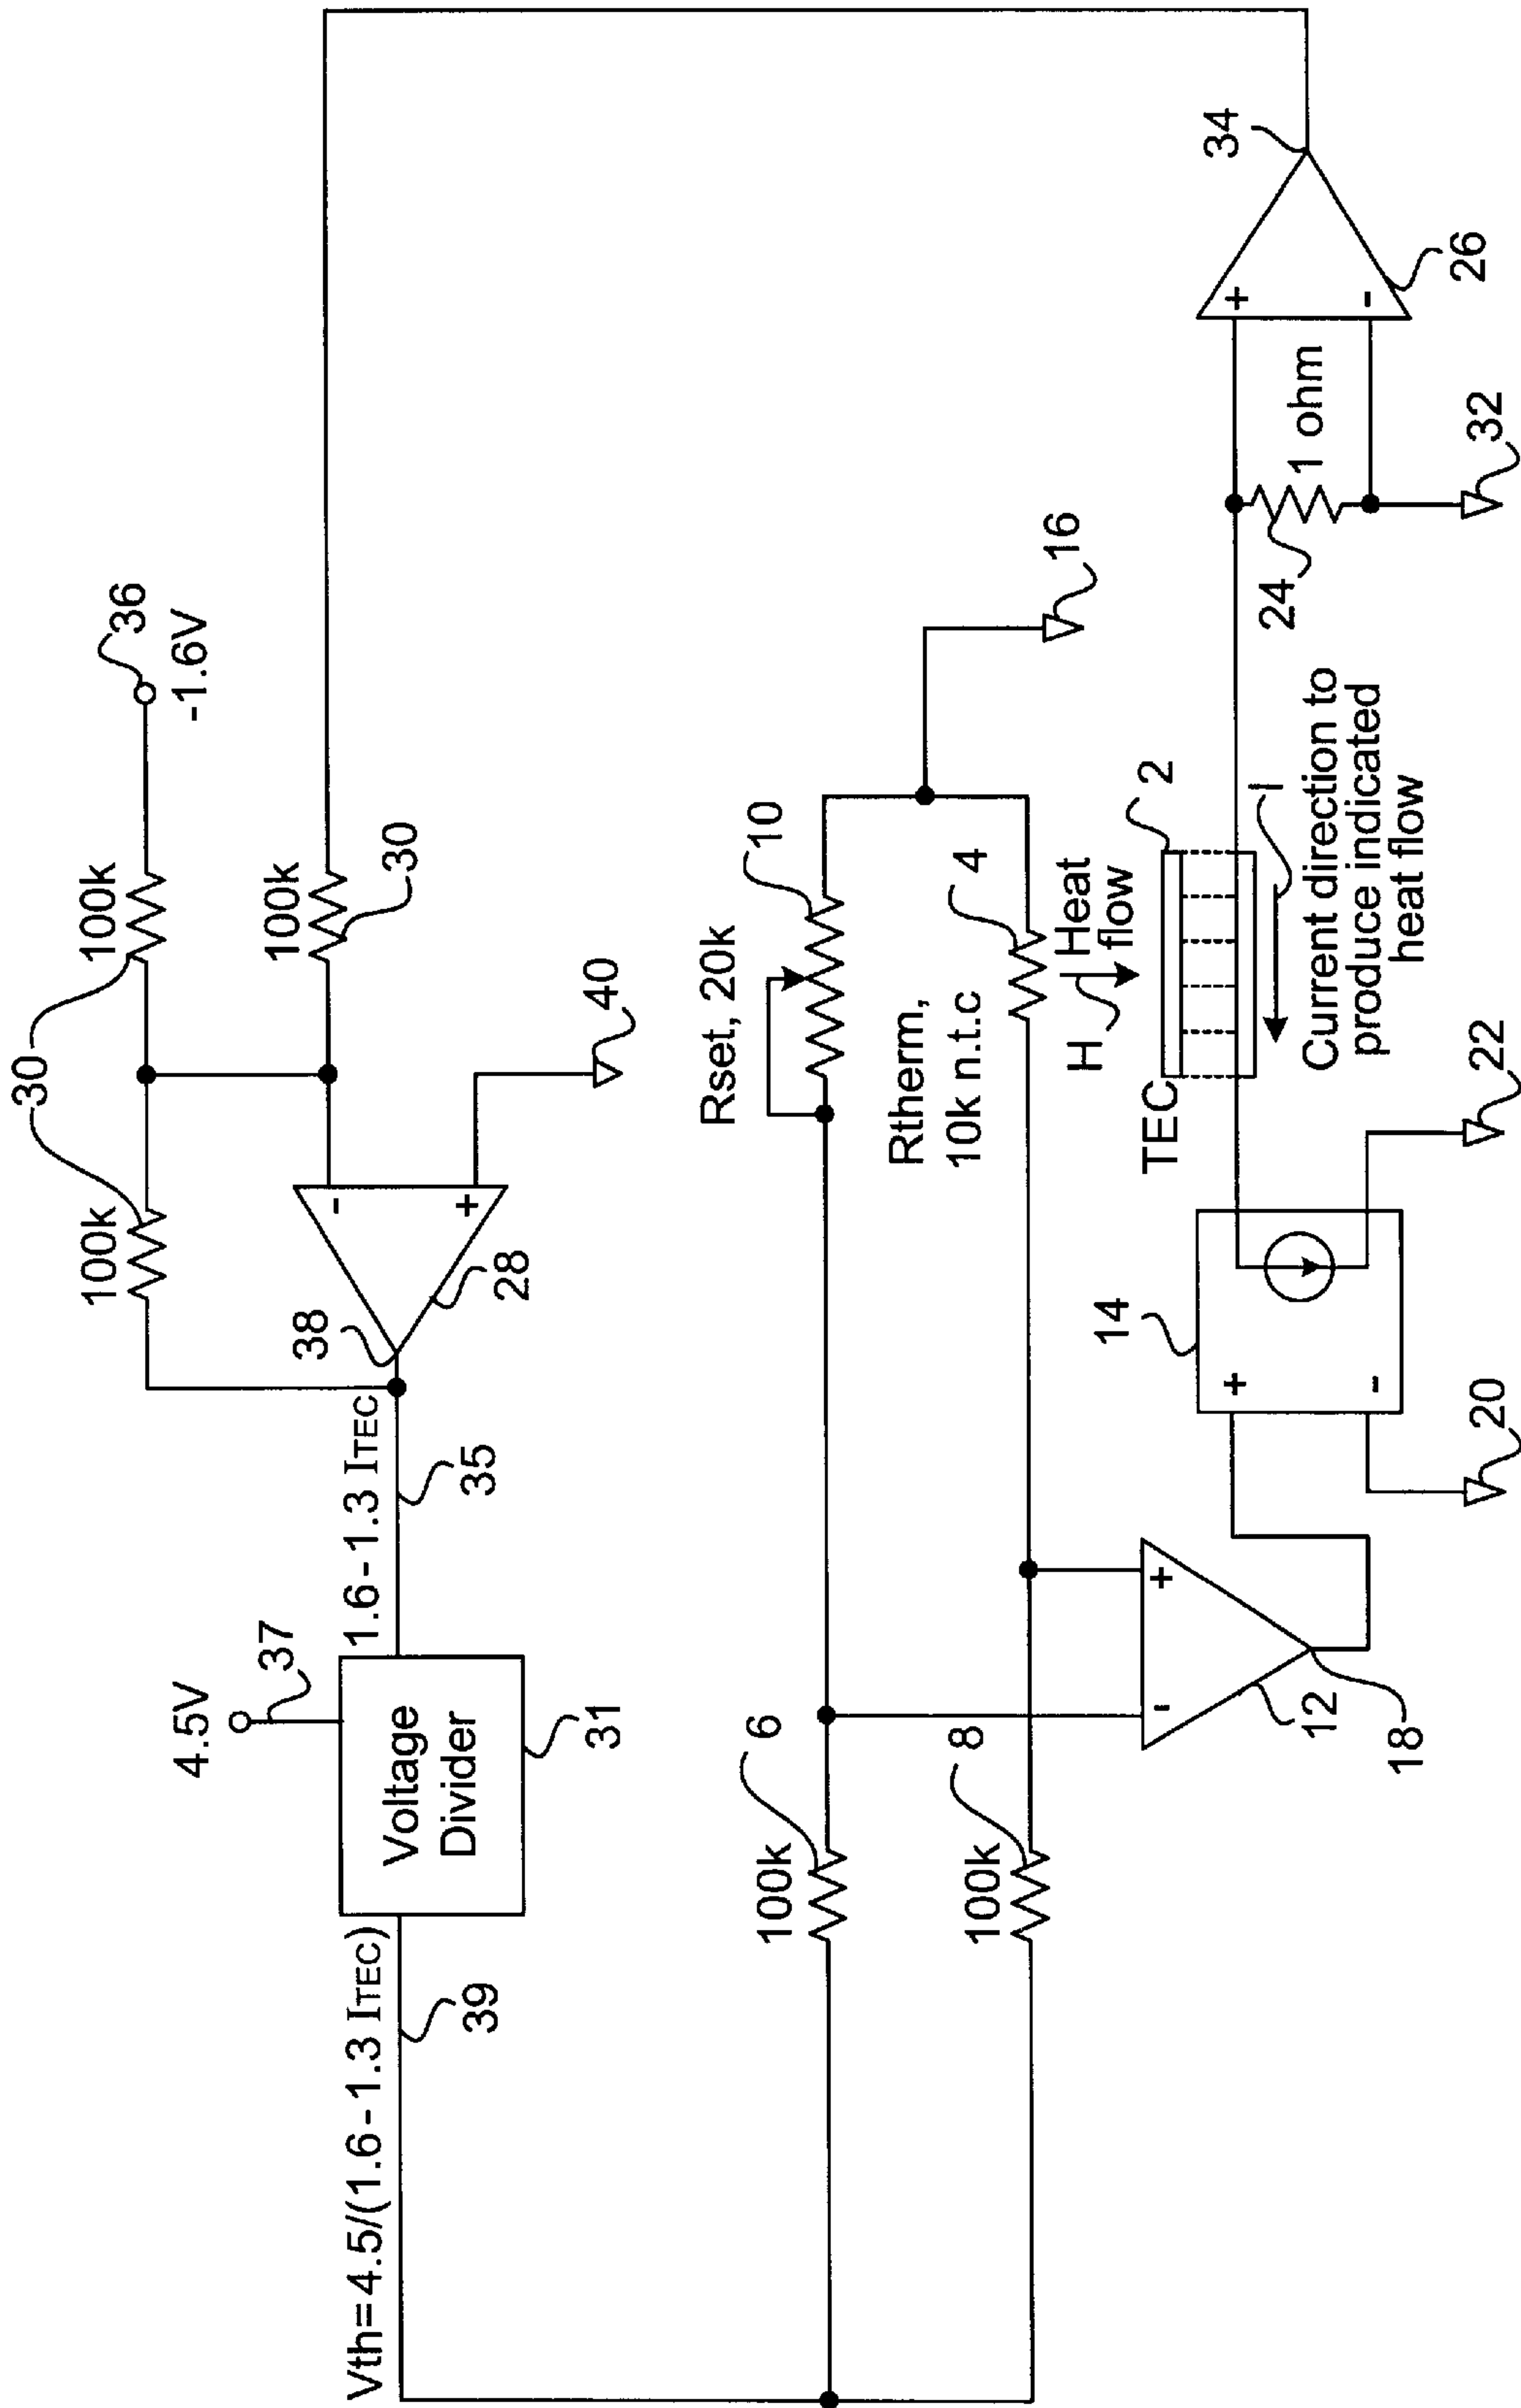 Vth=4.5/(1.6-1.3 ITEC)
39
4.5V
37
Voltage
Divider
31
1.6-1.3 ITEC
35
38
28
-
+
100k
30
100k
36
-1.6V
100k
30
40
100k
6
100k
8
Rset, 20k
10
Rtherm,
10k n.t.c
4
16
-
+
12
18
H
Heat
flow
TEC
2
I
Current direction to
produce indicated
heat flow
14
+
-
20
22
24
1 ohm
32
+
-
26
34